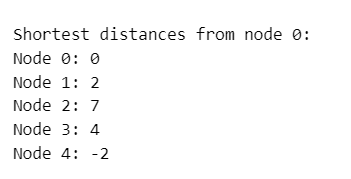 Shortest distances from node 0:
Node 0: 0
Node 1: 2
Node 2: 7
Node 3: 4
Node 4: -2